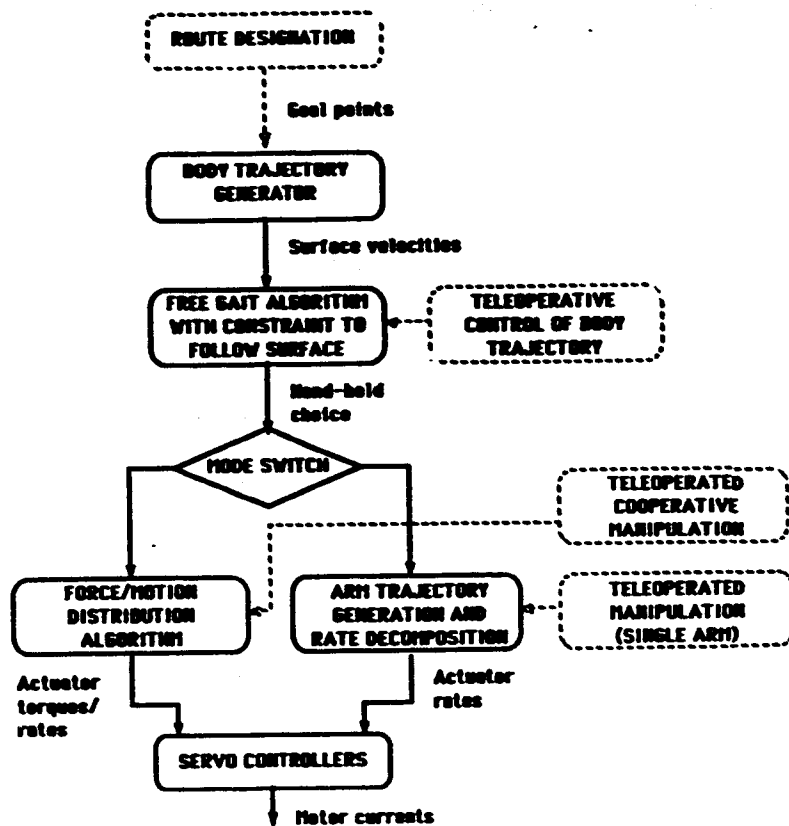 ROUTE DESIGNATION
Goal points
BODY TRAJECTORY
GENERATOR
Surface velocities
FREE GAIT ALGORITHM
WITH CONSTRAINT TO
FOLLOW SURFACE
TELEOPERATIVE
CONTROL OF BODY
TRAJECTORY
Hand-hold
choice
MODE SWITCH
TELEOPERATED
COOPERATIVE
MANIPULATION
FORCE/MOTION
DISTRIBUTION
ALGORITHM
ARM TRAJECTORY
GENERATION AND
RATE DECOMPOSITION
TELEOPERATED
MANIPULATION
(SINGLE ARM)
Actuator
torques/
rates
Actuator
rates
SERVO CONTROLLERS
Motor currents